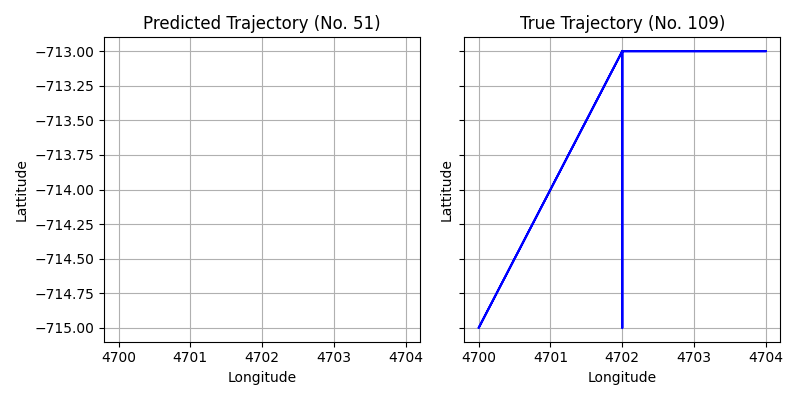 Predicted Trajectory (No. 51)
True Trajectory (No. 109)
Lattitude
−713.00
−713.25
−713.50
−713.75
−714.00
−714.25
−714.50
−714.75
−715.00
4700 4701 4702 4703 4704
Longitude
Lattitude
4700 4701 4702 4703 4704
Longitude